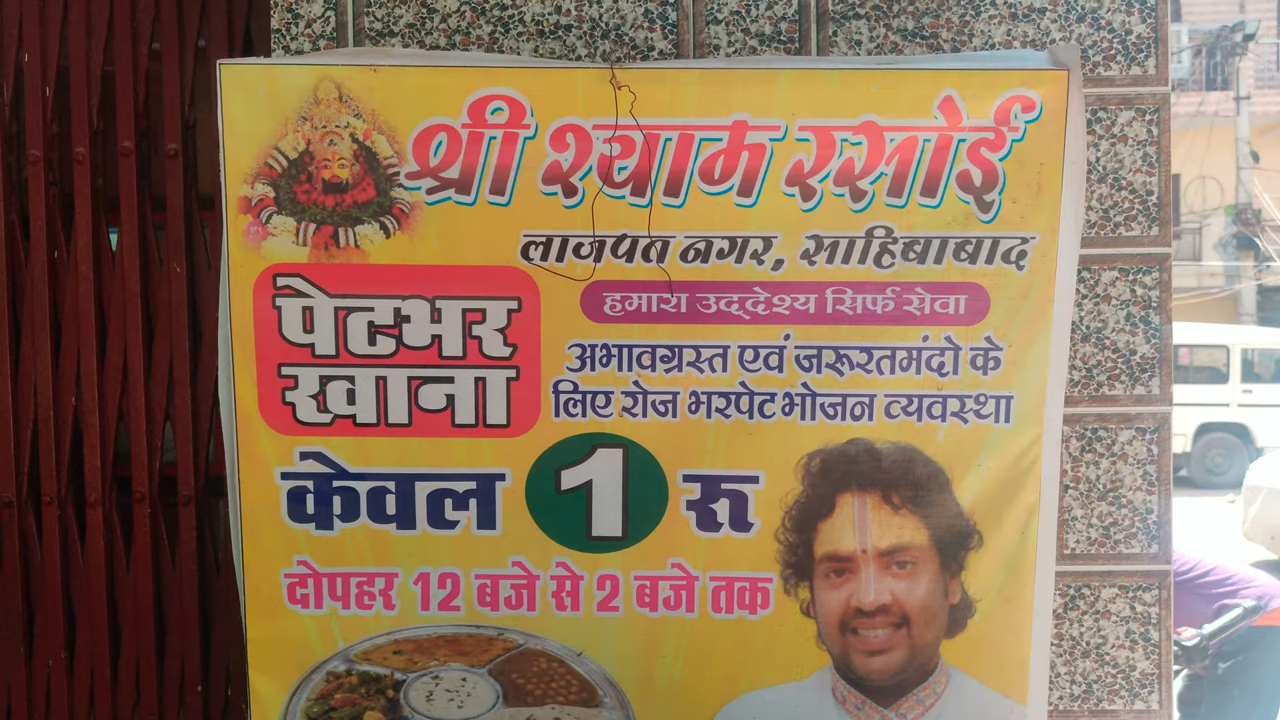 श्री श्याम रसोई
लाजपत नगर, साहिबाबाद
हमारा उद्देश्य सिर्फ सेवा
पेटभर
खाना
अभावग्रस्त एवं जरूरतमंदो के
लिए रोज भरपेट भोजन व्यवस्था
केवल 1 रु
दोपहर 12 बजे से 2 बजे तक